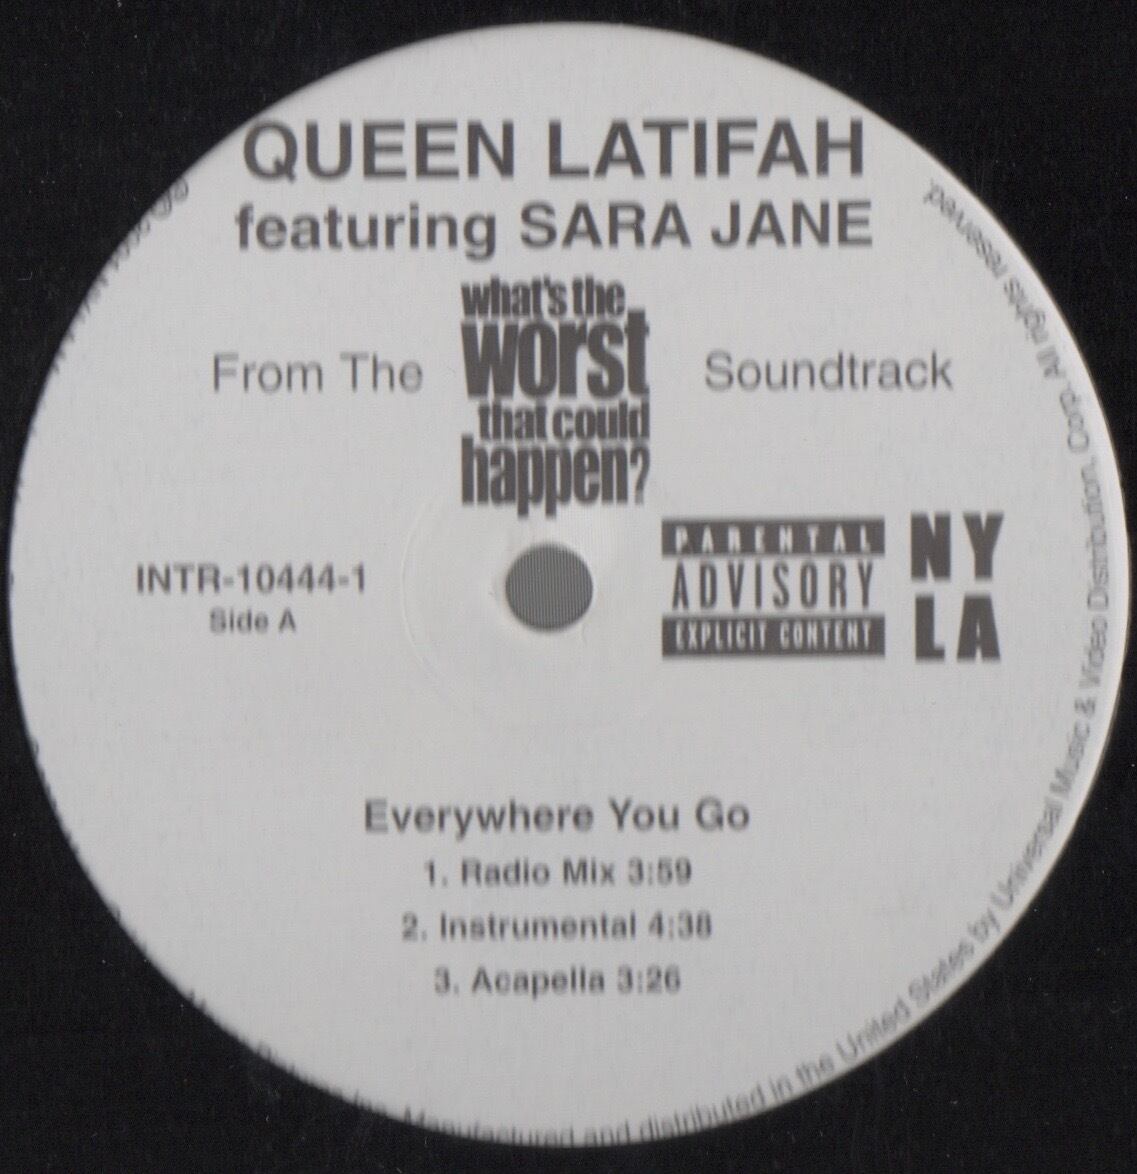 QUEEN LATIFAH
featuring SARA JANE
From The what's the worst that could happen? Soundtrack
INTR-10444-1
Side A
PARENTAL
ADVISORY
EXPLICIT CONTENT
NY
LA
Everywhere You Go
1. Radio Mix 3:59
2. Instrumental 4:38
3. Acapella 3:26
Manufactured and distributed in the United States by Universal Music & Video Distribution, Corp. All rights reserved.